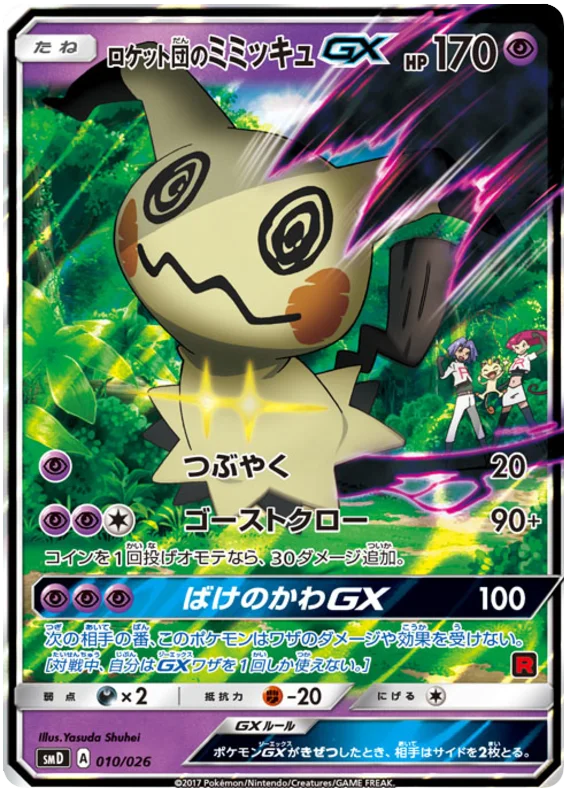 たね ロケット団のミミッキュGX HP 170
つぶやく 20
ゴーストクロー 90+
コインを1回投げオモテなら、30ダメージ追加。
ばけのかわGX 100
次の相手の番、このポケモンはワザのダメージや効果を受けない。
[対戦中、自分はGXワザを1回しか使えない。]
R
弱点 ×2 抵抗力 -20 にげる
Illus.Yasuda Shuhei
GXルール
ポケモンGXがきぜつしたとき、相手はサイドを2枚とる。
SMD A 010/026
©2017 Pokémon/Nintendo/Creatures/GAME FREAK.